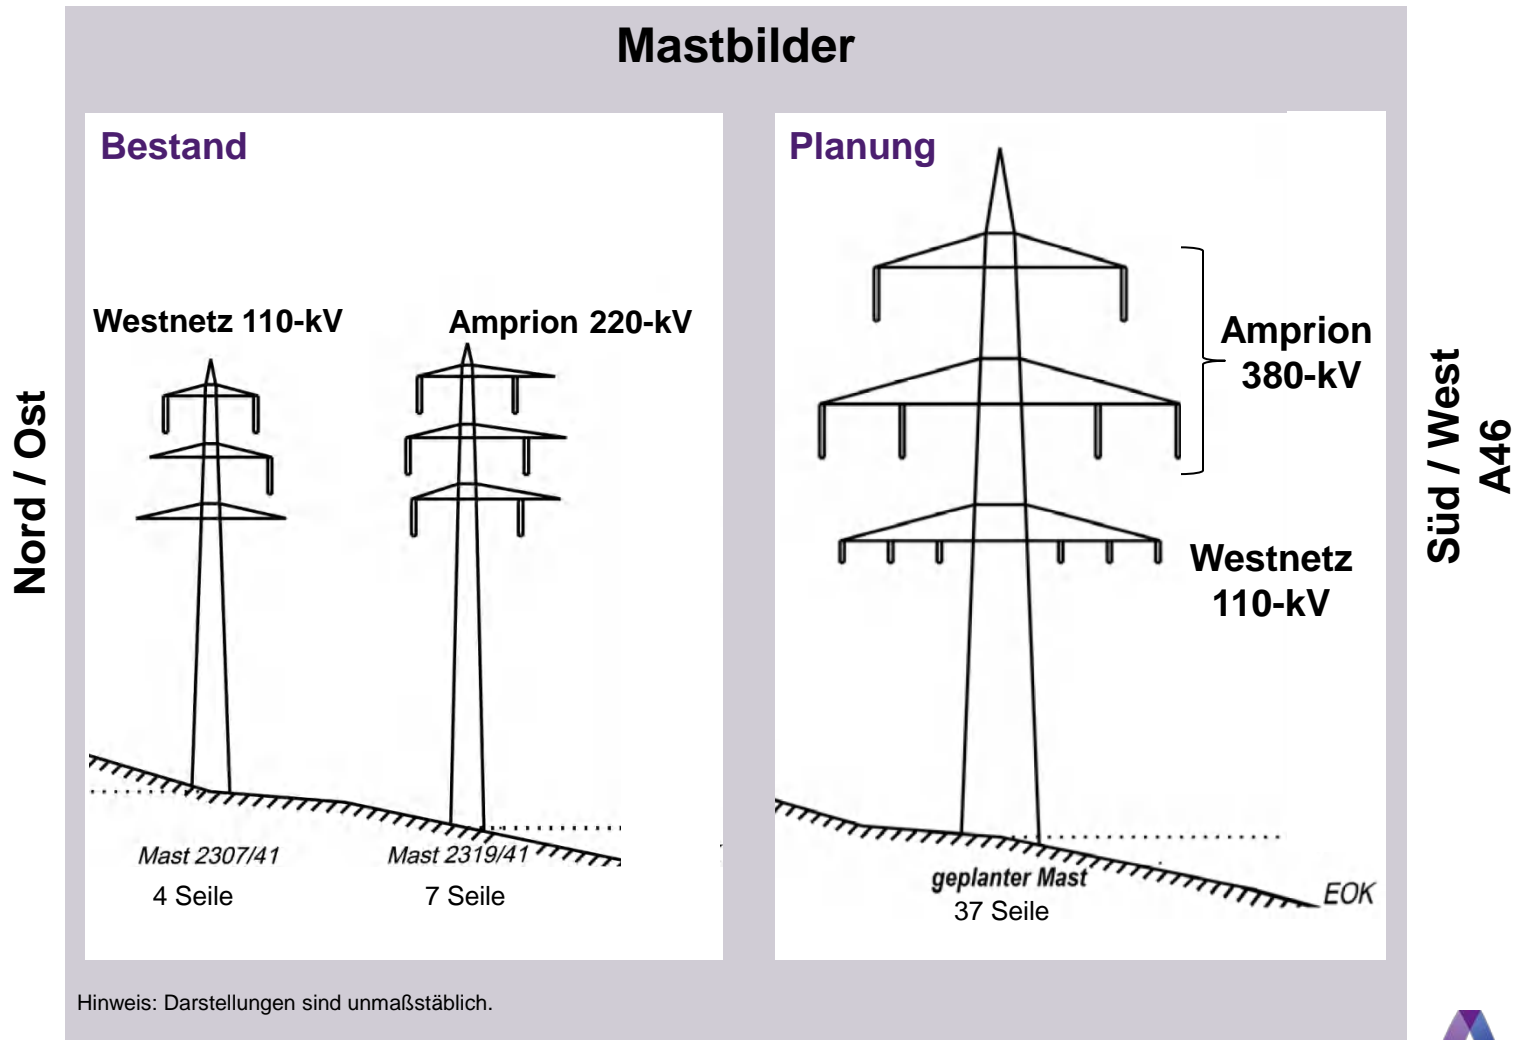 Mastbilder
Nord / Ost
Bestand
Westnetz 110-kV
Amprion 220-kV
Mast 2307/41
4 Seile
Mast 2319/41
7 Seile
Planung
Amprion
380-kV
Westnetz
110-kV
geplanter Mast
37 Seile
EOK
Süd / West
A46
Hinweis: Darstellungen sind unmaßstäblich.